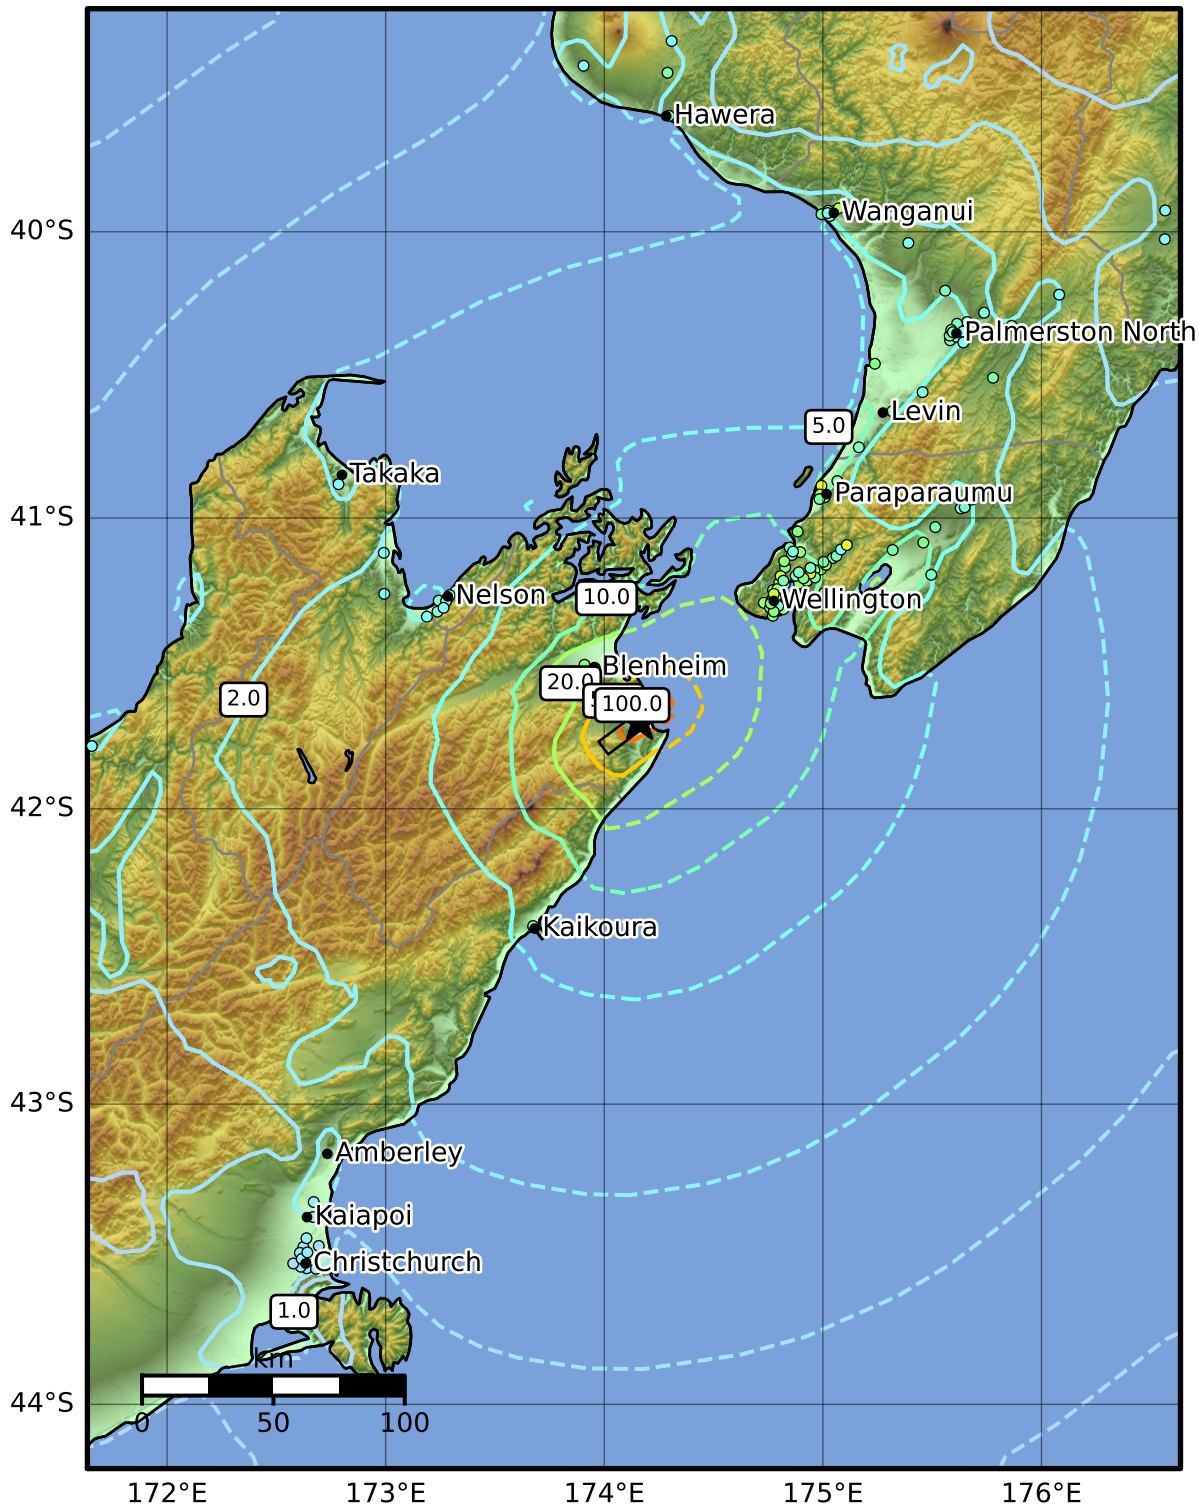 Hawera
Wanganui
40°S
Palmerston North
Levin
5.0
Takaka
Paraparaumu
41°S
Nelson
10.0
Wellington
Blenheim
20.0
2.0
100.0
42°S
Kaikoura
43°S
Amberley
Kaiapoi
Christchurch
1.0
km
44°S
0 50 100
172°E 173°E 174°E 175°E 176°E